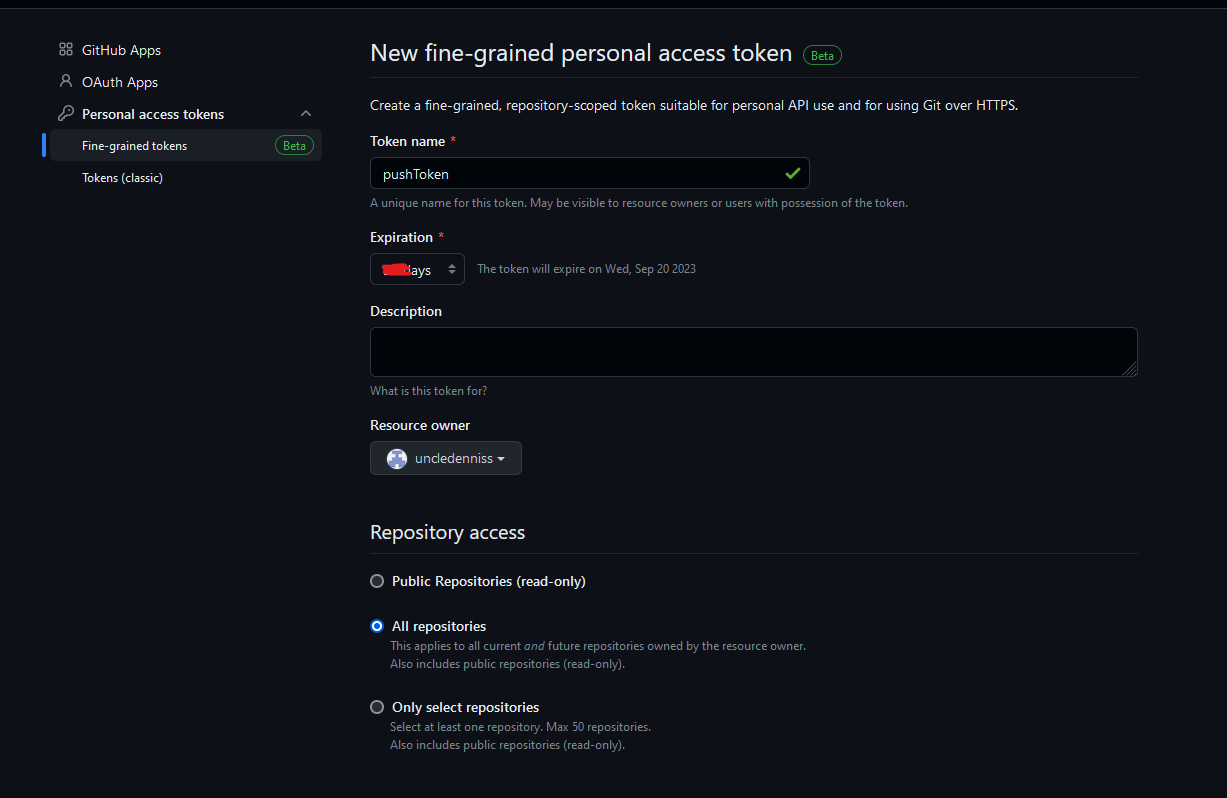 GitHub Apps
OAuth Apps
Personal access tokens
Fine-grained tokens Beta
Tokens (classic)
New fine-grained personal access token Beta
Create a fine-grained, repository-scoped token suitable for personal API use and for using Git over HTTPS.
Token name *
pushToken
A unique name for this token. May be visible to resource owners or users with possession of the token.
Expiration *
days The token will expire on Wed, Sep 20 2023
Description
What is this token for?
Resource owner
uncledenniss
Repository access
Public Repositories (read-only)
All repositories
This applies to all current and future repositories owned by the resource owner.
Also includes public repositories (read-only).
Only select repositories
Select at least one repository. Max 50 repositories.
Also includes public repositories (read-only).